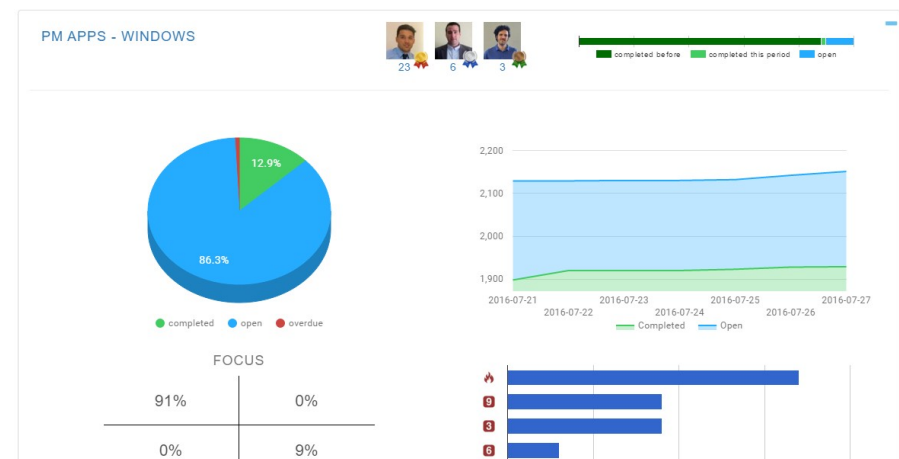 PM APPS - WINDOWS
23 6 3
completed before completed this period open
12.9%
86.3%
completed open overdue
2,200
2,100
2,000
1,900
2016-07-21 2016-07-23 2016-07-25 2016-07-27
2016-07-22 2016-07-24 2016-07-26
Completed Open
FOCUS
91% 0%
0% 9%
9
3
6